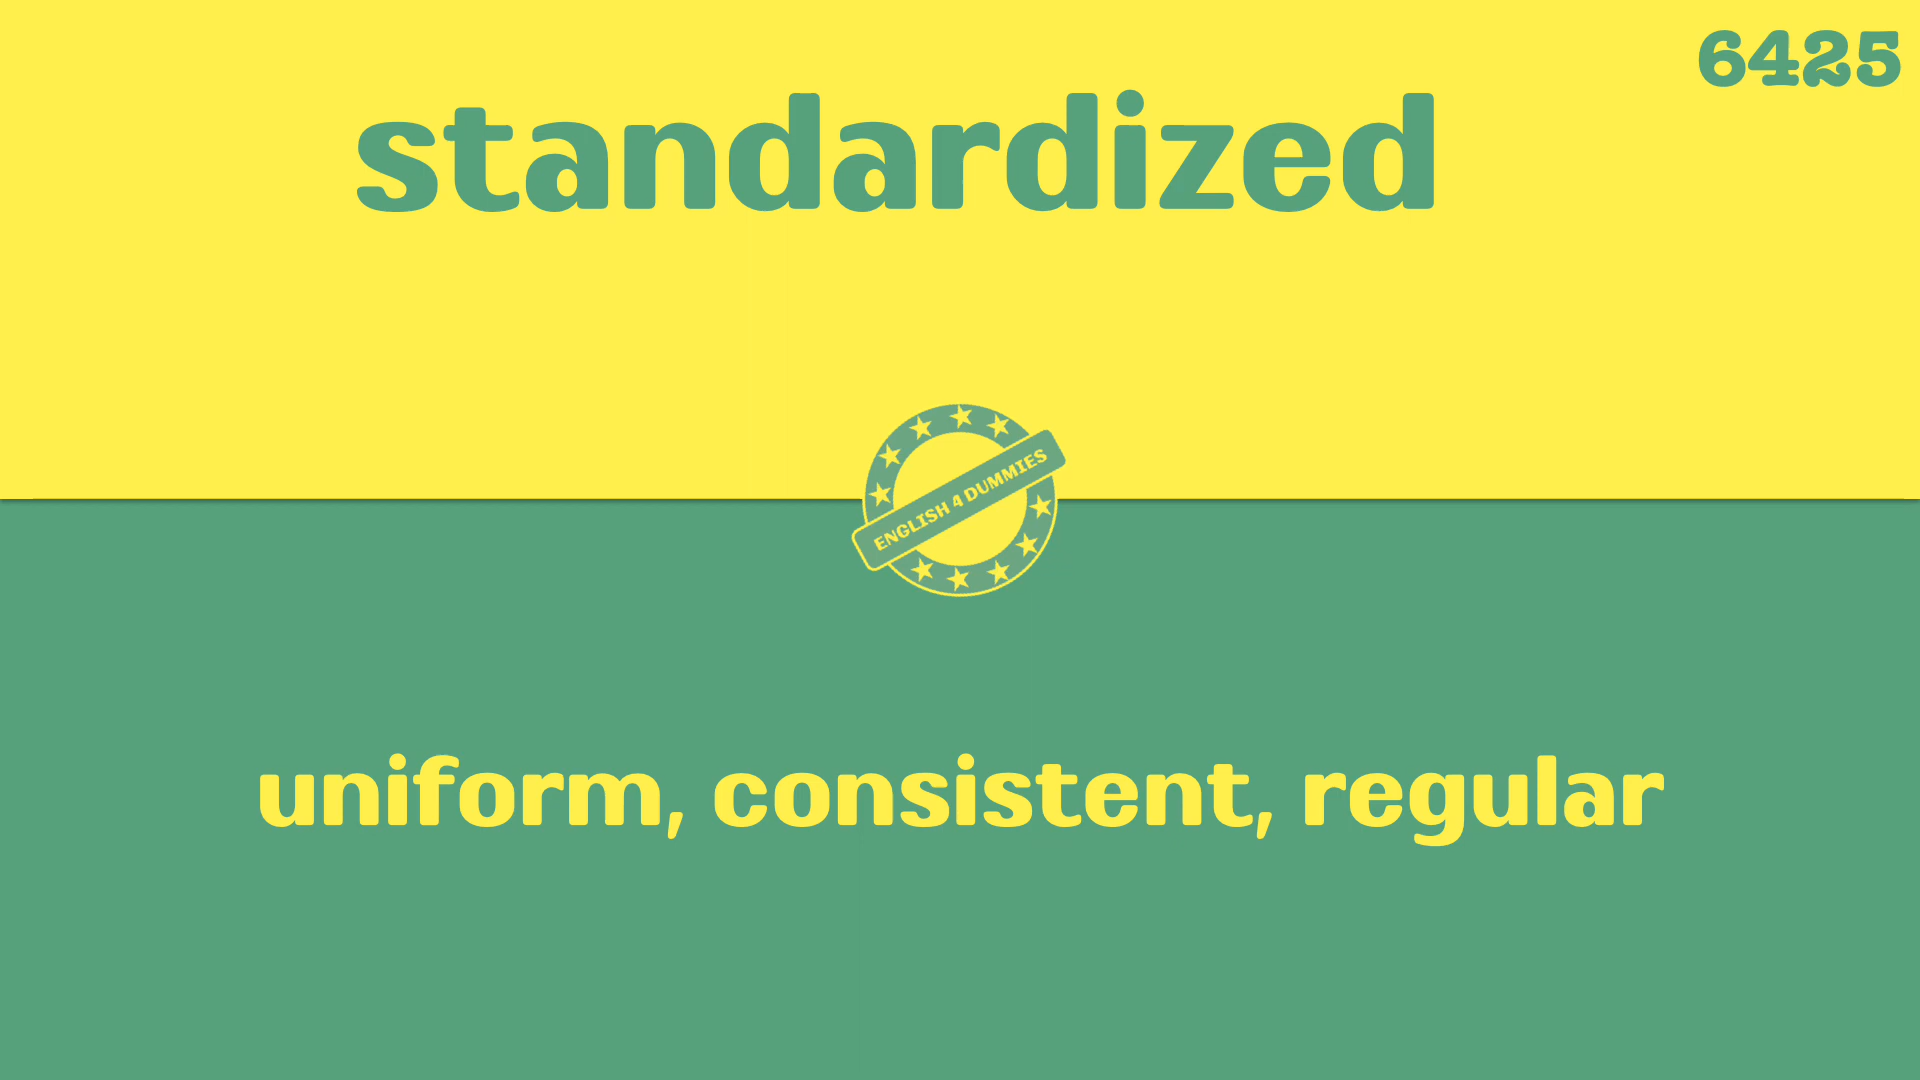 6425
standardized
ENGLISH 4 DUMMIES
uniform, consistent, regular